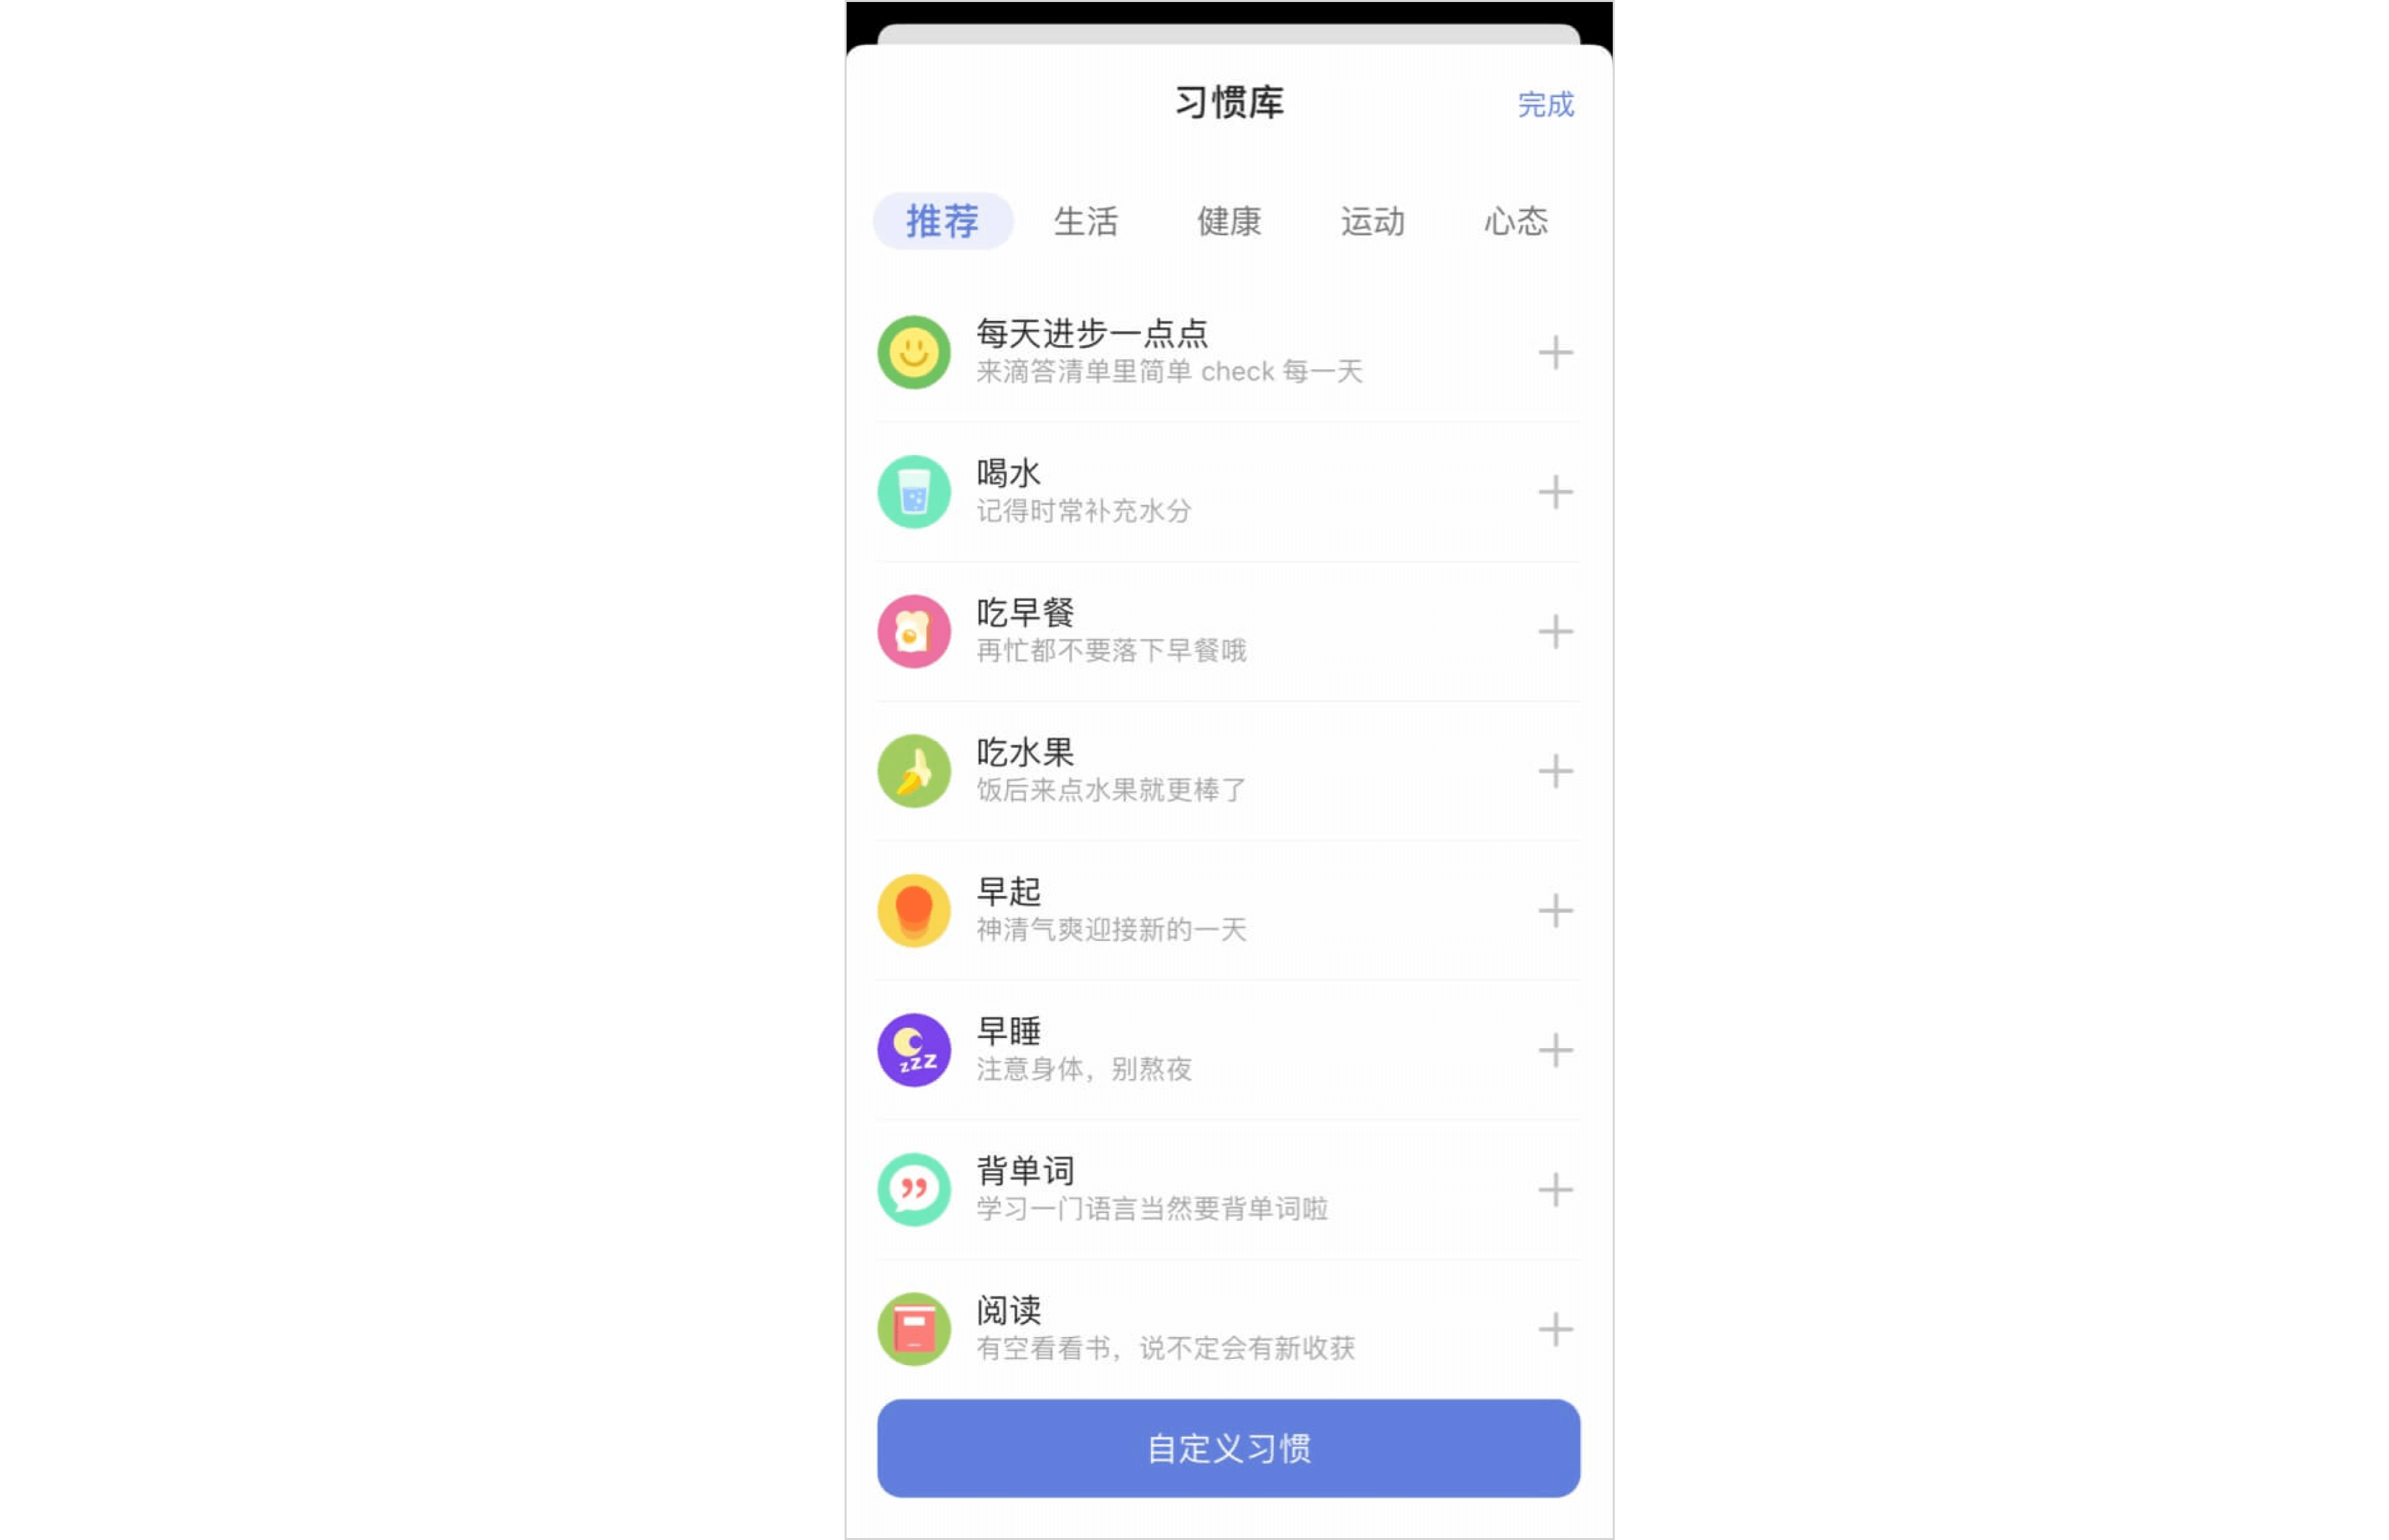 习惯库
完成
推荐 生活 健康 运动 心态
每天进步一点点
来滴答清单里简单 check 每一天
喝水
记得时常补充水分
吃早餐
再忙都不要落下早餐哦
吃水果
饭后来点水果就更棒了
早起
神清气爽迎接新的一天
早睡
zzz
注意身体，别熬夜
背单词
学习一门语言当然要背单词啦
阅读
有空看看书，说不定会有新收获
自定义习惯